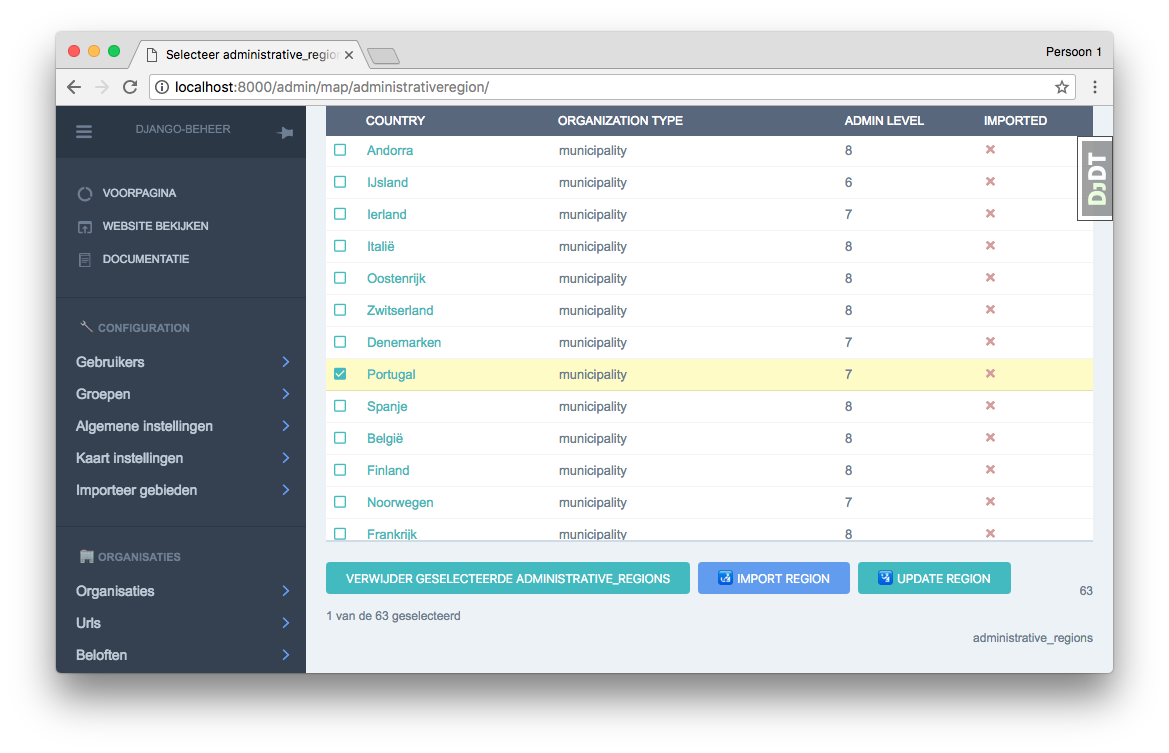 Selecteer administrative_regio
Persoon 1
localhost:8000/admin/map/administrativeregion/
DJANGO-BEHEER
VOORPAGINA
WEBSITE BEKIJKEN
DOCUMENTATIE
CONFIGURATION
Gebruikers
Groepen
Algemene instellingen
Kaart instellingen
Importeer gebieden
ORGANISATIES
Organisaties
Urls
Beloften
COUNTRY ORGANIZATION TYPE ADMIN LEVEL IMPORTED
Andorra municipality 8
IJsland municipality 6
Ierland municipality 7
Italië municipality 8
Oostenrijk municipality 8
Zwitserland municipality 8
Denemarken municipality 7
Portugal municipality 7
Spanje municipality 8
België municipality 8
Finland municipality 8
Noorwegen municipality 7
Frankrijk municipality 8
DJDT
VERWIJDER GESELECTEERDE ADMINISTRATIVE_REGIONS IMPORT REGION UPDATE REGION
63
1 van de 63 geselecteerd
administrative_regions